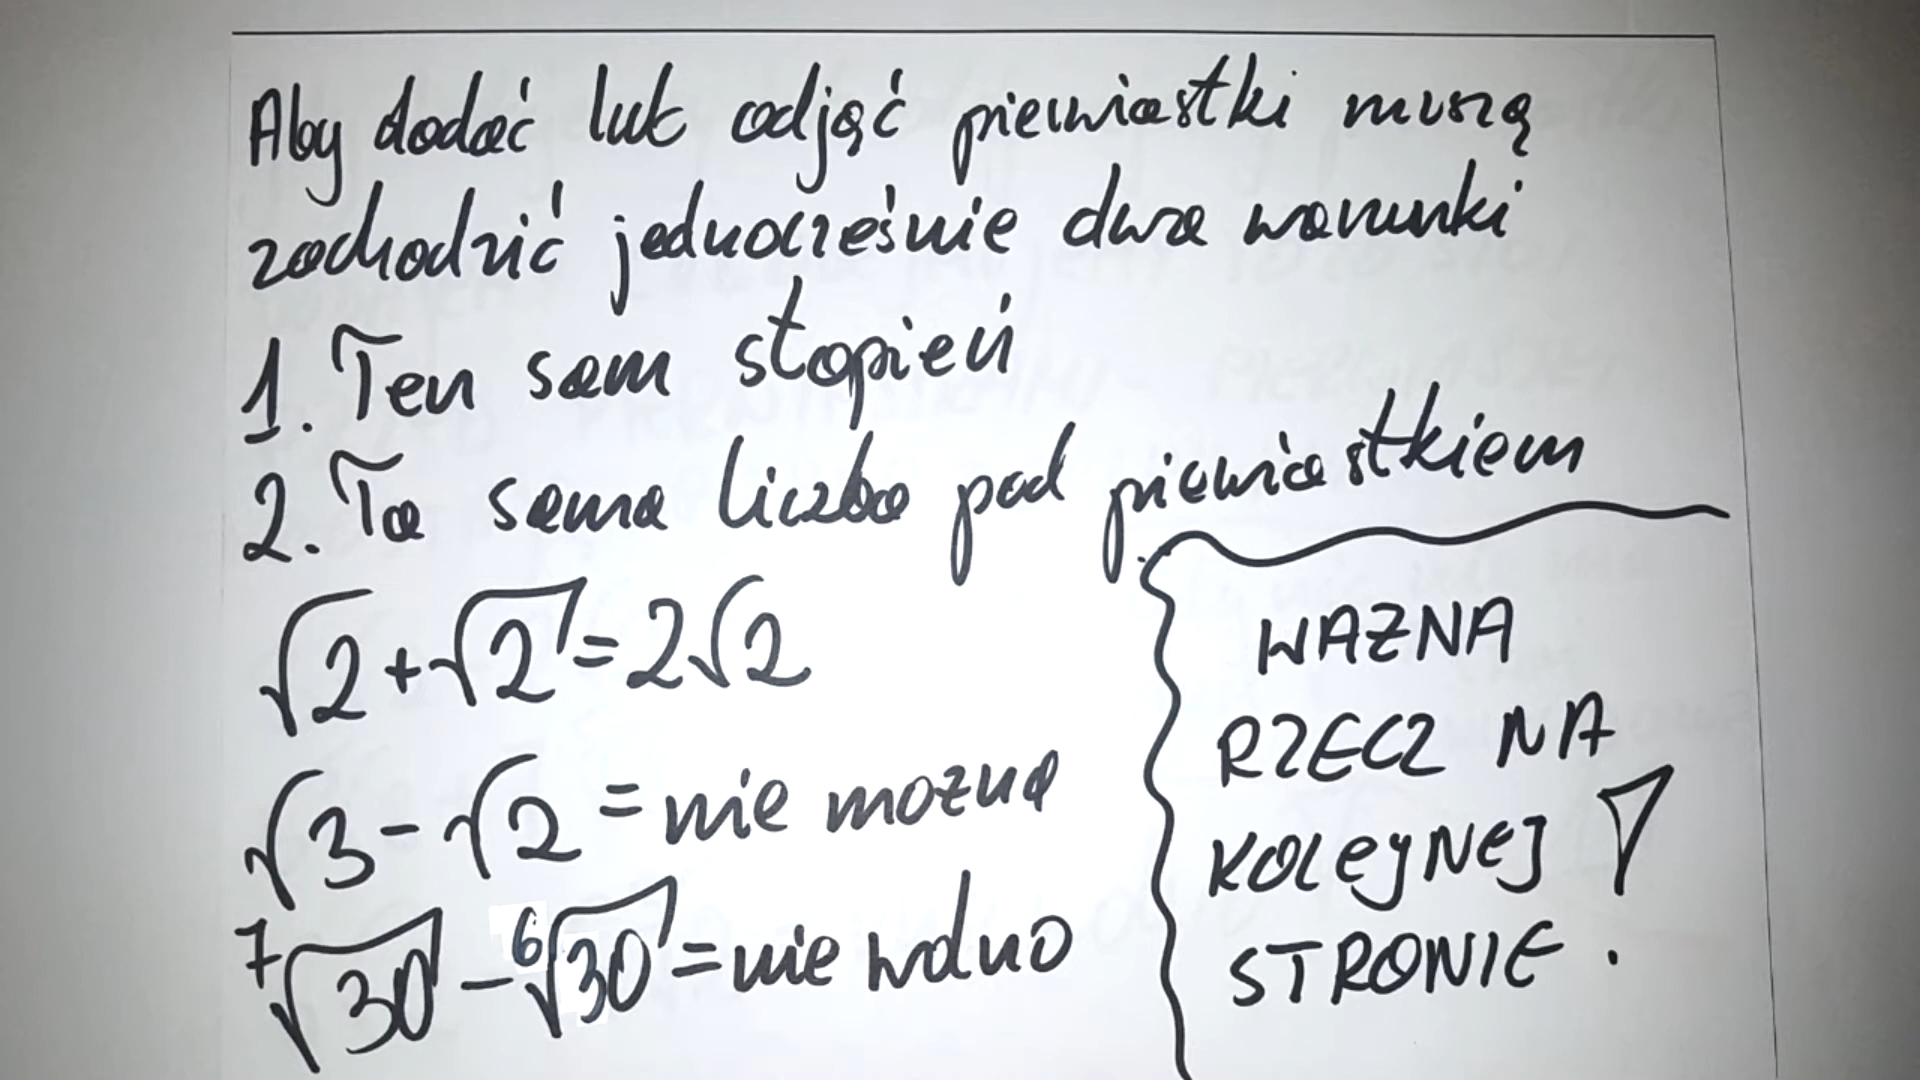 Aby dodać lub odjąć pierwiastki muszą
zachodzić jednocześnie dwa warunki
1. Ten sam stopień
2. Ta sama liczba pod pierwiastkiem
√2 + √2 = 2√2
√3 - √2 = nie można
⁷√30 - ⁶√30 = nie wolno
WAŻNA
RZECZ NA
KOLEJNEJ
STRONIE !